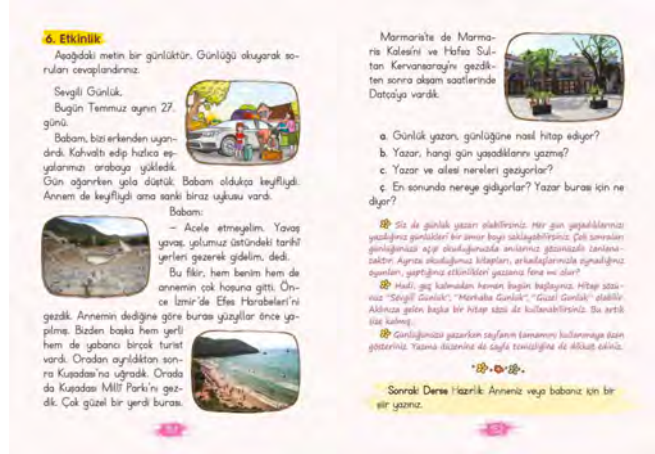 6. Etkinlik
Aşağıdaki metin bir günlüktür. Günlüğü okuyarak so-
ruları cevaplandırınız.
Sevgili Günlük,
Bugün Temmuz ayının 27.
günü.
Babam, bizi erkenden uyan-
dırdı. Kahvaltı edip hızlıca eş-
yalarımızı arabaya yükledik.
Gün ağarırken yola düştük. Babam oldukça keyifliydi.
Annem de keyifliydi ama sanki biraz uykusu vardı.
Babam:
– Acele etmeyelim. Yavaş
yavaş, yolumuz üstündeki tarihî
yerleri gezerek gidelim, dedi.
Bu fikir, hem benim hem de
annemin çok hoşuna gitti. Ön-
ce İzmir'de Efes Harabeleri'ni
gezdik. Annemin dediğine göre burası yüzyıllar önce ya-
pılmış. Bizden başka hem yerli
hem de yabancı birçok turist
vardı. Oradan ayrıldıktan son-
ra Kuşadası'na uğradık. Orada
da Kuşadası Millî Parkı'nı gez-
dik. Çok güzel bir yerdi burası.
Marmaris'te de Marma-
ris Kalesi'ni ve Hafsa Sul-
tan Kervansarayı'nı gezdik-
ten sonra akşam saatlerinde
Datça'ya vardık.
a. Günlük yazarı, günlüğüne nasıl hitap ediyor?
b. Yazar, hangi gün yaşadıklarını yazmış?
c. Yazar ve ailesi nereleri geziyorlar?
ç. En sonunda nereye gidiyorlar? Yazar burası için ne
diyor?
Siz de günlük yazarı olabilirsiniz. Her gün yaşadıklarınızı
yazdığınız günlükleri bir ömür boyu saklayabilirsiniz. Çok sonraları
günlüğünüzü açıp okuduğunuzda anılarınız gözünüzde canlana-
caktır. Ayrıca okuduğunuz kitapları, arkadaşlarınızla oynadığınız
oyunları, yaptığınız etkinlikleri yazsanız fena mı olur?
Hadi, geç kalmadan hemen bugün başlayınız. Hitap sözü-
nüz "Sevgili Günlük", "Merhaba Günlük", "Güzel Günlük" olabilir.
Aklınıza gelen başka bir hitap sözü de kullanabilirsiniz. Bu artık
size kalmış.
Günlüğünüzü yazarken sayfanın tamamını kullanmaya özen
gösteriniz. Yazma düzenine de sayfa temizliğine de dikkat ediniz.
Sonraki Derse Hazırlık: Anneniz veya babanız için bir
şiir yazınız.